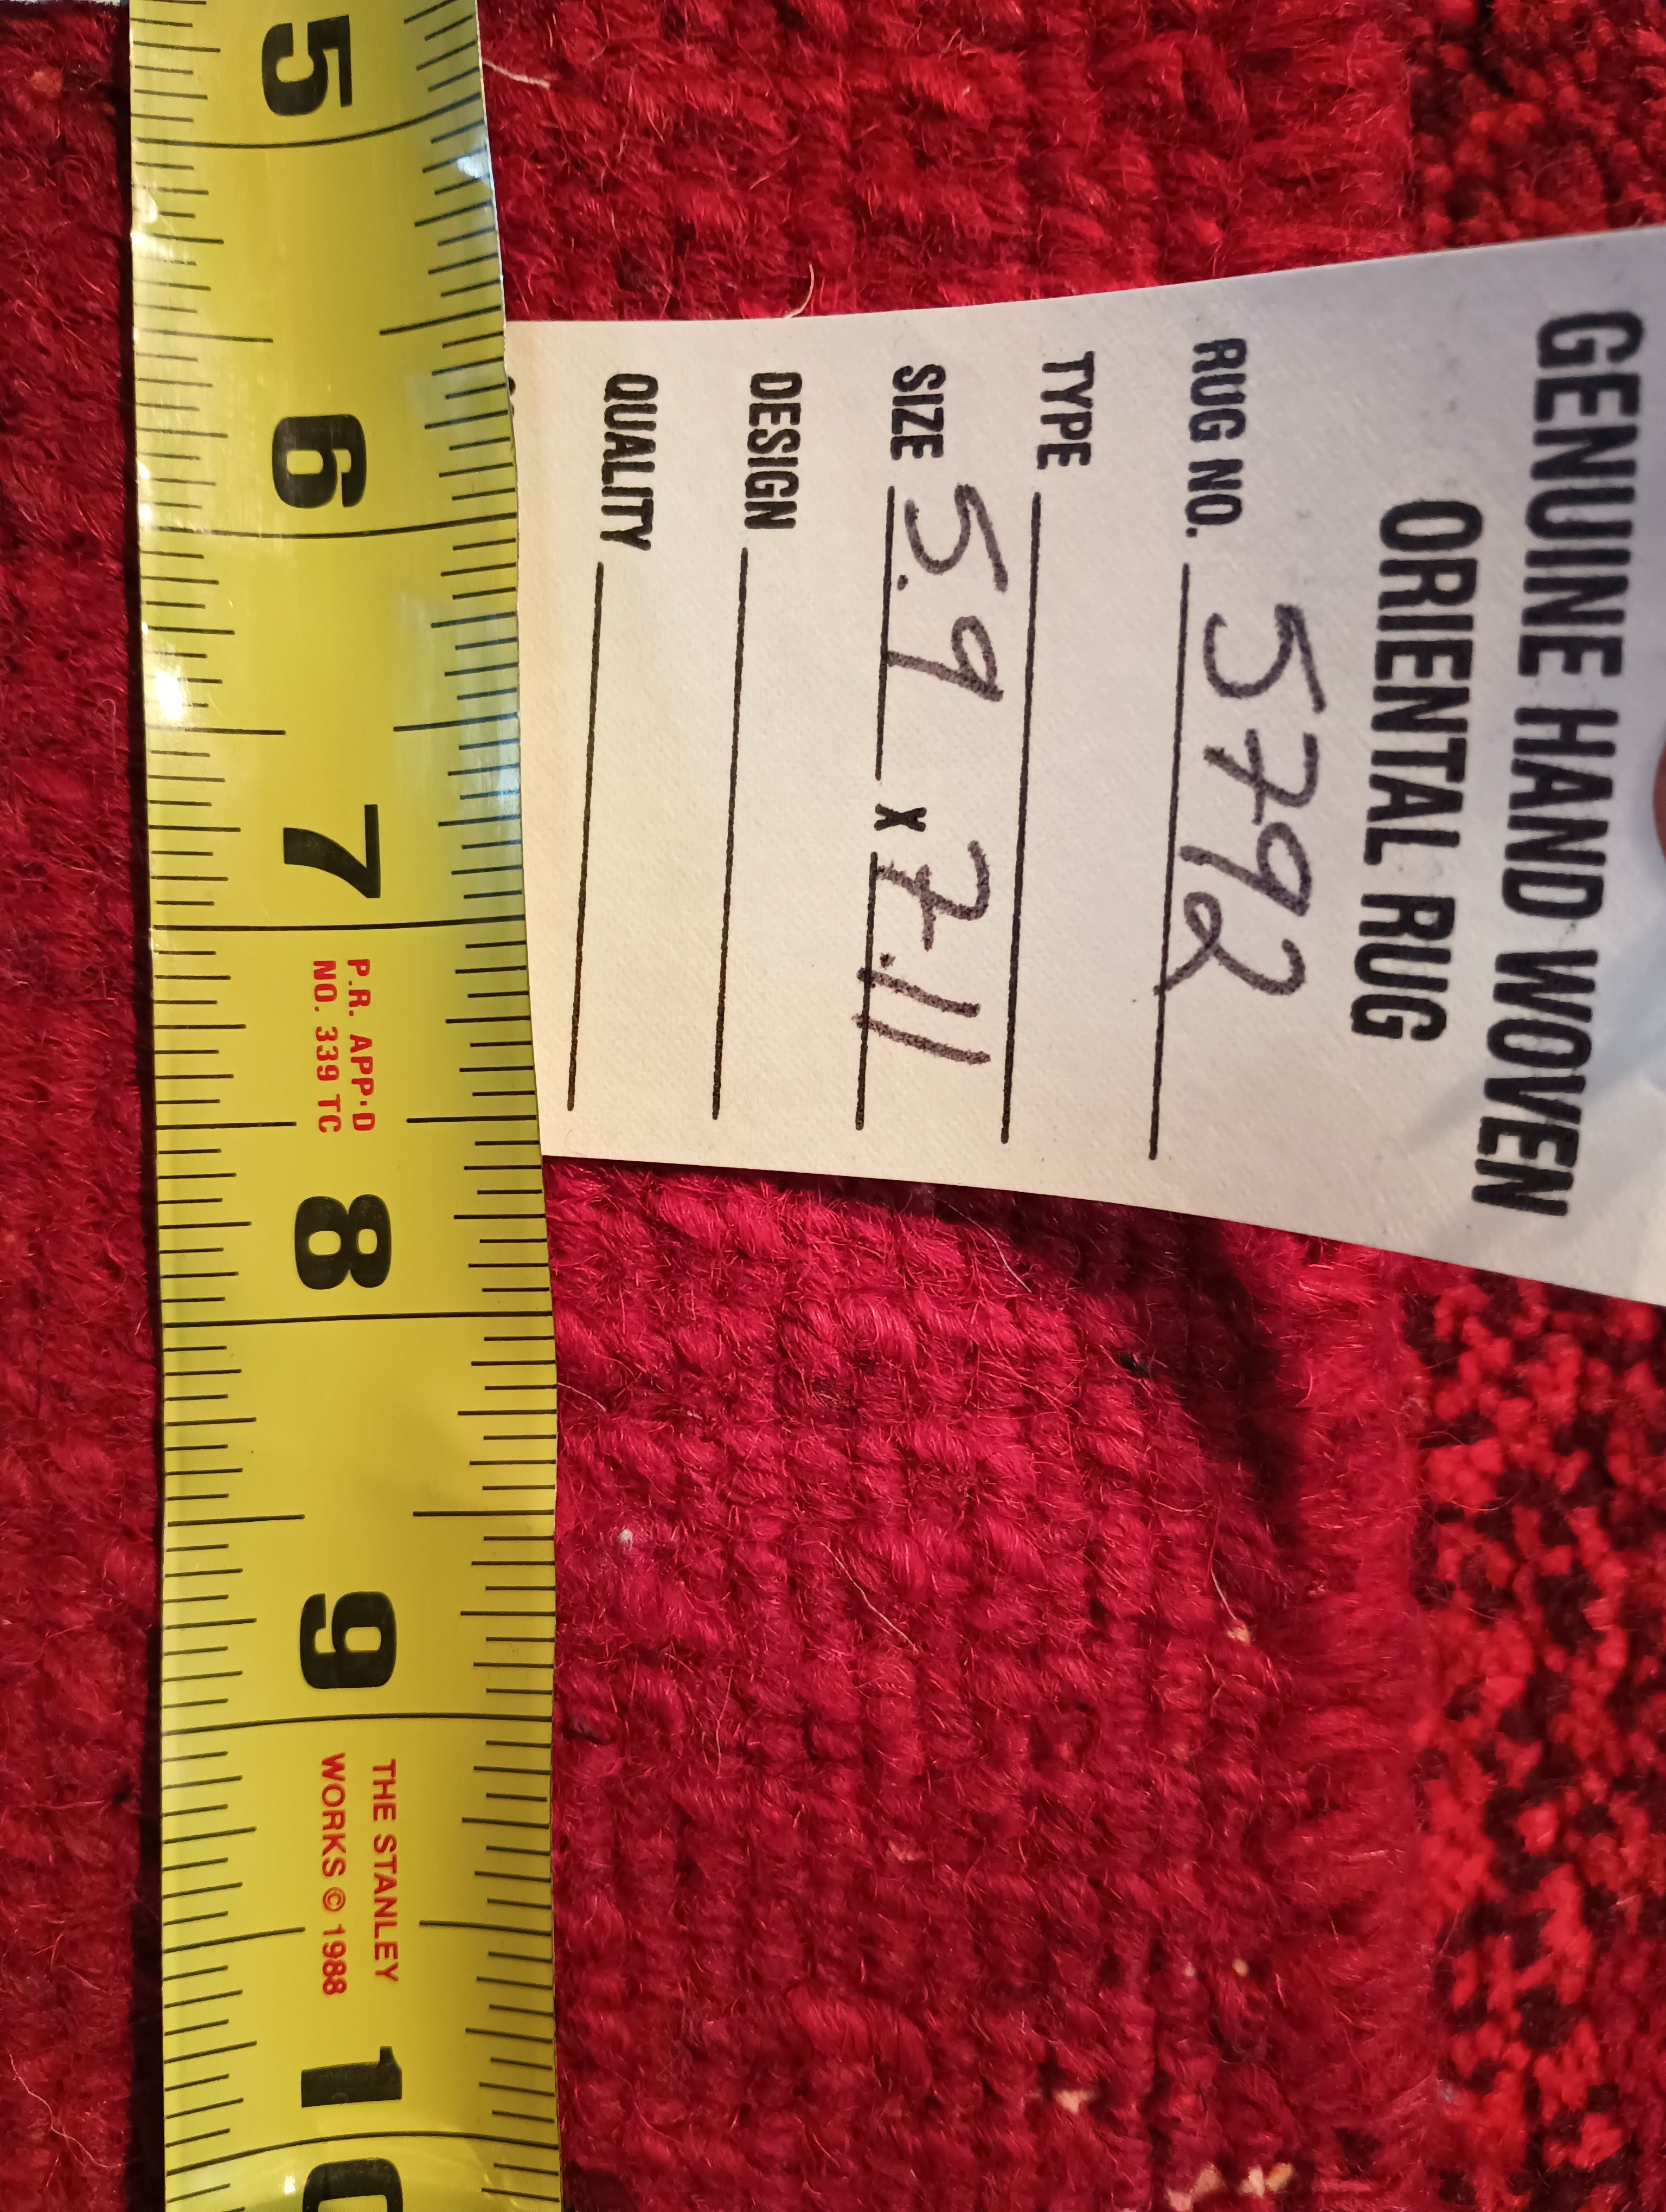 GENUINE HAND WOVEN
ORIENTAL RUG
RUG NO. 5792
TYPE
SIZE 5.9 x 7.11
DESIGN
QUALITY
5
6
7
P.R. APP'D
NO. 339 TC
8
9
THE STANLEY
WORKS © 1988
10